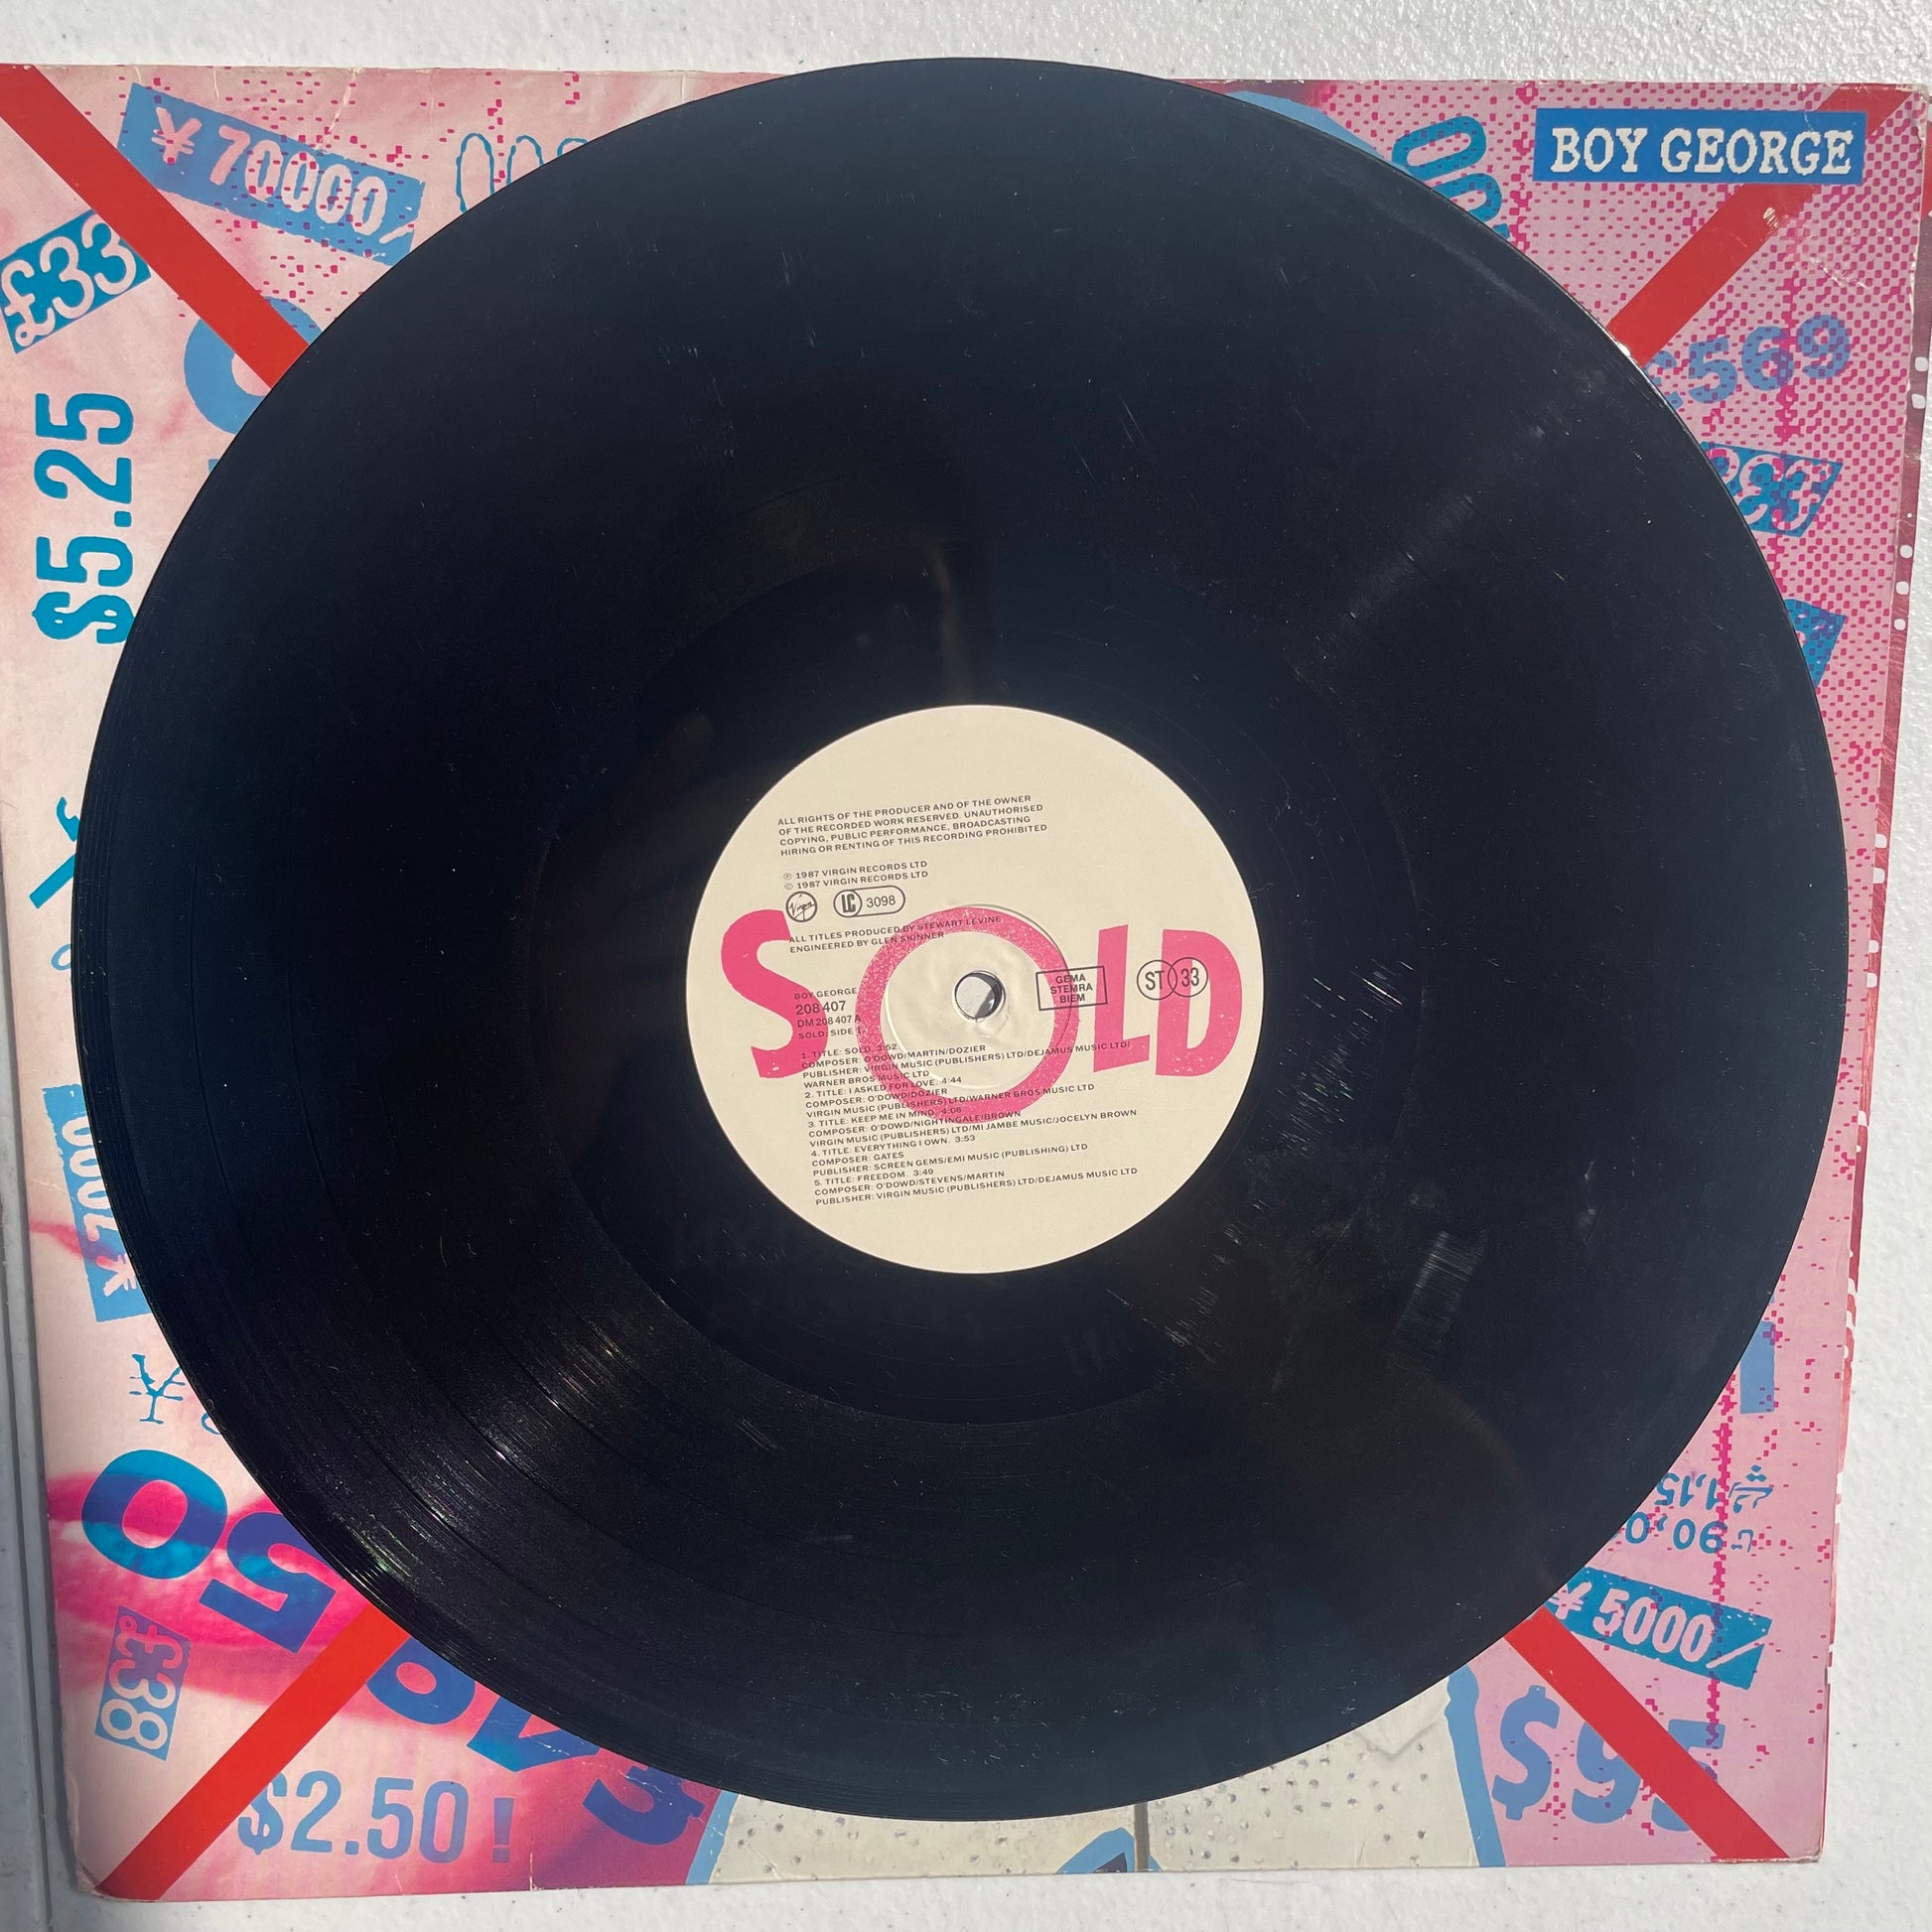 BOY GEORGE
¥ 70000/
£33
$5.25
£569
¥7000
¥
£38
$2.50!
¥ 5000/
$95
ALL RIGHTS OF THE PRODUCER AND OF THE OWNER
OF THE RECORDED WORK RESERVED. UNAUTHORISED
COPYING, PUBLIC PERFORMANCE, BROADCASTING
HIRING OR RENTING OF THIS RECORDING PROHIBITED
℗ 1987 VIRGIN RECORDS LTD
© 1987 VIRGIN RECORDS LTD
Virgin
LC 3098
SOLD
ALL TITLES PRODUCED BY STEWART LEVINE
ENGINEERED BY GLEN SKINNER
GEMA
STEMRA
BIEM
ST 33
BOY GEORGE
208 407
DM 208 407 A
SOLD. SIDE 1.
1. TITLE: SOLD. 3:52
COMPOSER: O'DOWD/MARTIN/DOZIER
PUBLISHER: VIRGIN MUSIC (PUBLISHERS) LTD/DEJAMUS MUSIC LTD/
WARNER BROS MUSIC LTD
2. TITLE: I ASKED FOR LOVE. 4:44
COMPOSER: O'DOWD/DOZIER
VIRGIN MUSIC (PUBLISHERS) LTD/WARNER BROS MUSIC LTD
3. TITLE: KEEP ME IN MIND. 4:08
COMPOSER: O'DOWD/NIGHTINGALE/BROWN
VIRGIN MUSIC (PUBLISHERS) LTD/MI JAMBE MUSIC/JOCELYN BROWN
4. TITLE: EVERYTHING I OWN. 3:53
COMPOSER: GATES
PUBLISHER: SCREEN GEMS/EMI MUSIC (PUBLISHING) LTD
5. TITLE: FREEDOM. 3:49
COMPOSER: O'DOWD/STEVENS/MARTIN
PUBLISHER: VIRGIN MUSIC (PUBLISHERS) LTD/DEJAMUS MUSIC LTD